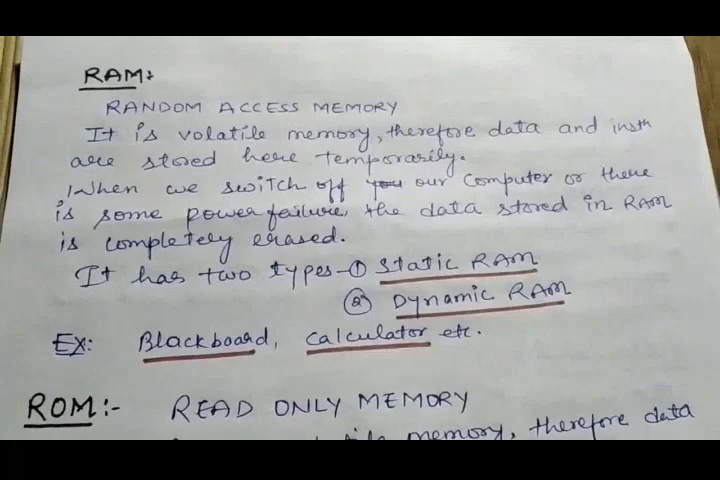 RAM:
RANDOM ACCESS MEMORY
It is volatile memory, therefore data and instn
are stored here temporarily.
When we switch off you our computer or there
is some power failure, the data stored in RAM
is completely erased.
It has two types- ① Static RAM
② Dynamic RAM
EX: Blackboard, Calculator etc.
ROM:- READ ONLY MEMORY
memory, therefore data